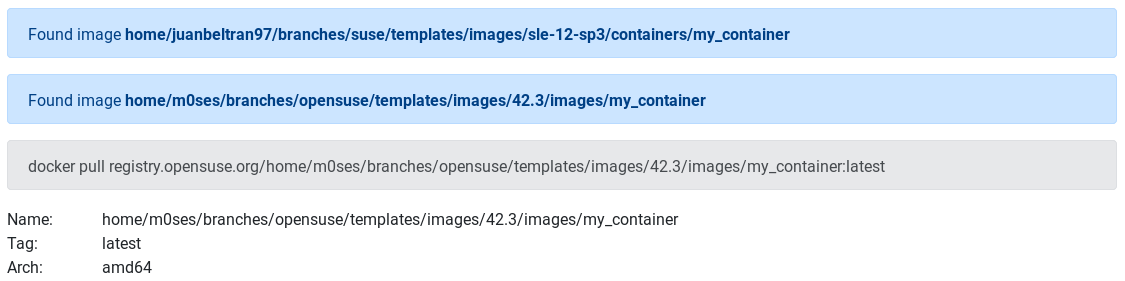 Found image home/juanbeltran97/branches/suse/templates/images/sle-12-sp3/containers/my_container
Found image home/m0ses/branches/opensuse/templates/images/42.3/images/my_container
docker pull registry.opensuse.org/home/m0ses/branches/opensuse/templates/images/42.3/images/my_container:latest
Name: home/m0ses/branches/opensuse/templates/images/42.3/images/my_container
Tag: latest
Arch: amd64